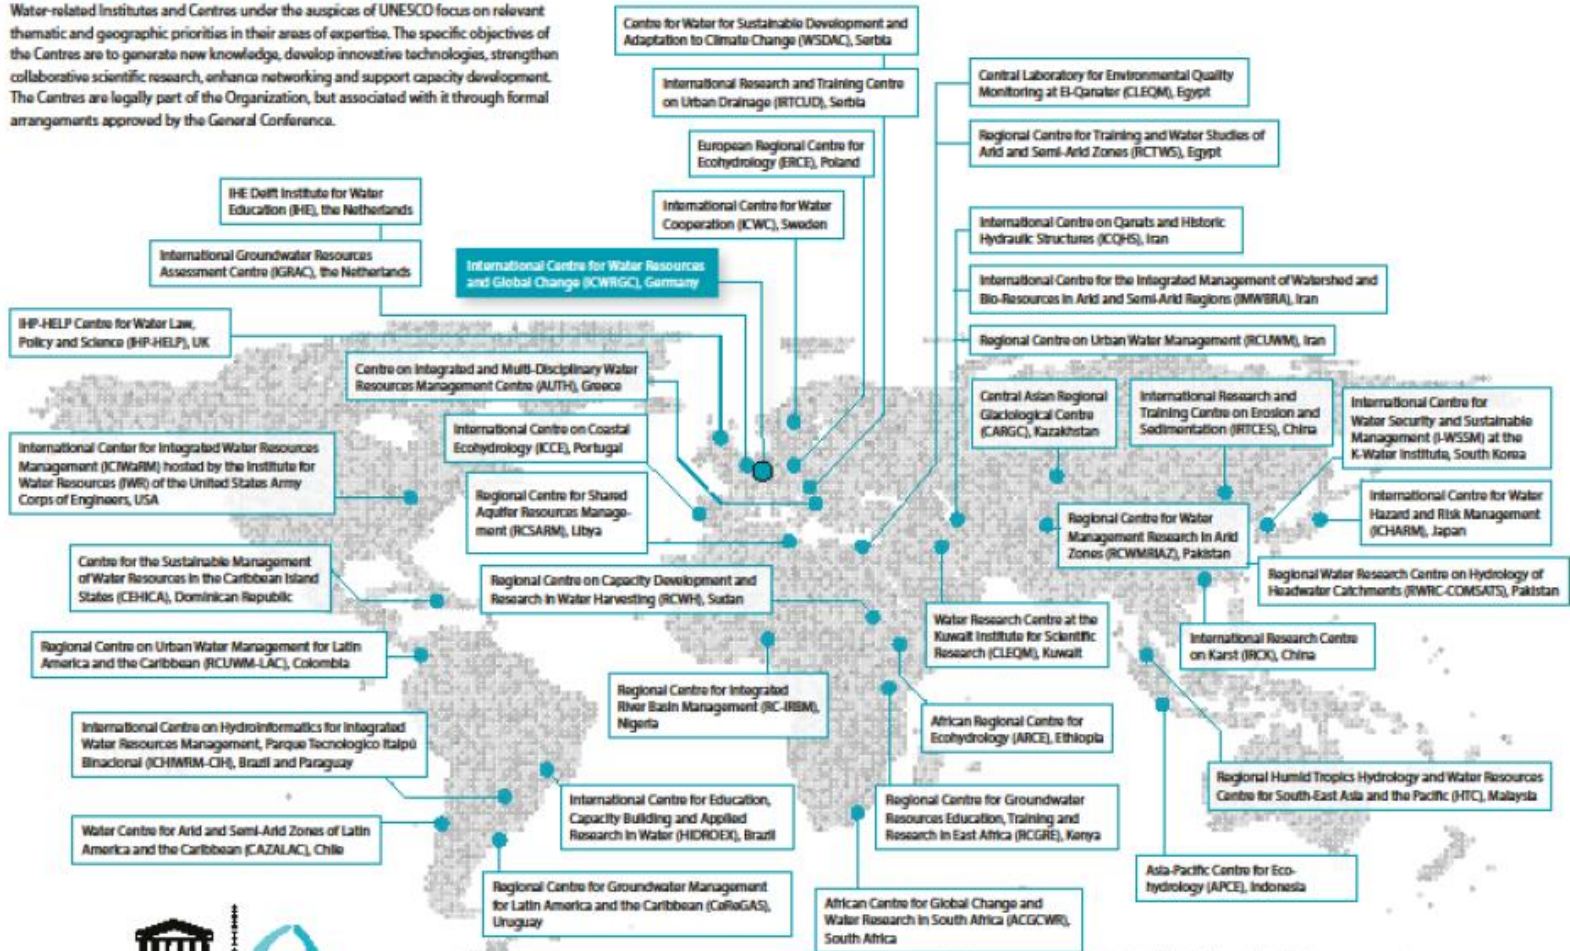 Water-related Institutes and Centres under the auspices of UNESCO focus on relevant
thematic and geographic priorities in their areas of expertise. The specific objectives of
the Centres are to generate new knowledge, develop innovative technologies, strengthen
collaborative scientific research, enhance networking and support capacity development.
The Centres are legally part of the Organization, but associated with it through formal
arrangements approved by the General Conference.
Centre for Water for Sustainable Development and
Adaptation to Climate Change (WSDAC), Serbia
International Research and Training Centre
on Urban Drainage (IRTCUD), Serbia
European Regional Centre for
Ecohydrology (ERCE), Poland
International Centre for Water
Cooperation (ICWC), Sweden
Central Laboratory for Environmental Quality
Monitoring at El-Qanater (CLEQM), Egypt
Regional Centre for Training and Water Studies of
Arid and Semi-Arid Zones (RCTWS), Egypt
IHE Delft Institute for Water
Education (IHE), the Netherlands
International Groundwater Resources
Assessment Centre (IGRAC), the Netherlands
International Centre for Water Resources
and Global Change (ICWRGC), Germany
International Centre on Qanats and Historic
Hydraulic Structures (ICQHS), Iran
International Centre for the Integrated Management of Watershed and
Bio-Resources in Arid and Semi-Arid Regions (IMWBRA), Iran
Regional Centre on Urban Water Management (RCUWM), Iran
IHP-HELP Centre for Water Law,
Policy and Science (IHP-HELP), UK
Centre on Integrated and Multi-Disciplinary Water
Resources Management Centre (AUTH), Greece
International Centre on Coastal
Ecohydrology (ICCE), Portugal
Central Asian Regional
Glaciological Centre
(CARGC), Kazakhstan
International Research and
Training Centre on Erosion and
Sedimentation (IRTCES), China
International Centre for
Water Security and Sustainable
Management (I-WSSM) at the
K-Water Institute, South Korea
International Center for Integrated Water Resources
Management (ICIWaRM) hosted by the Institute for
Water Resources (IWR) of the United States Army
Corps of Engineers, USA
Regional Centre for Shared
Aquifer Resources Manage-
ment (RCSARM), Libya
Regional Centre for Water
Management Research in Arid
Zones (RCWMRIAZ), Pakistan
International Centre for Water
Hazard and Risk Management
(ICHARM), Japan
Centre for the Sustainable Management
of Water Resources in the Caribbean Island
States (CEHICA), Dominican Republic
Regional Centre on Capacity Development and
Research in Water Harvesting (RCWH), Sudan
Regional Water Research Centre on Hydrology of
Headwater Catchments (RWRC-COMSATS), Pakistan
Regional Centre on Urban Water Management for Latin
America and the Caribbean (RCUWM-LAC), Colombia
Water Research Centre at the
Kuwait Institute for Scientific
Research (CLEQM), Kuwait
International Research Centre
on Karst (IRCK), China
Regional Centre for Integrated
River Basin Management (RC-IRBM),
Nigeria
African Regional Centre for
Ecohydrology (ARCE), Ethiopia
International Centre on Hydroinformatics for Integrated
Water Resources Management, Parque Tecnologico Itaipú
Binacional (ICHIWRM-CIH), Brazil and Paraguay
Regional Humid Tropics Hydrology and Water Resources
Centre for South-East Asia and the Pacific (HTC), Malaysia
International Centre for Education,
Capacity Building and Applied
Research in Water (HIDROEX), Brazil
Regional Centre for Groundwater
Resources Education, Training and
Research in East Africa (RCGRE), Kenya
Water Centre for Arid and Semi-Arid Zones of Latin
America and the Caribbean (CAZALAC), Chile
Regional Centre for Groundwater Management
for Latin America and the Caribbean (CeReGAS),
Uruguay
African Centre for Global Change and
Water Research in South Africa (ACGCWR),
South Africa
Asia-Pacific Centre for Eco-
hydrology (APCE), Indonesia